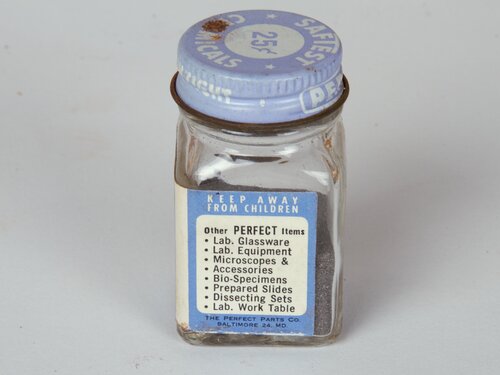 SAFEST
CHEMICALS
25¢
KEEP AWAY
FROM CHILDREN
Other PERFECT Items
• Lab. Glassware
• Lab. Equipment
• Microscopes &
• Accessories
• Bio-Specimens
• Prepared Slides
• Dissecting Sets
• Lab. Work Table
THE PERFECT PARTS CO.
BALTIMORE 24, MD.